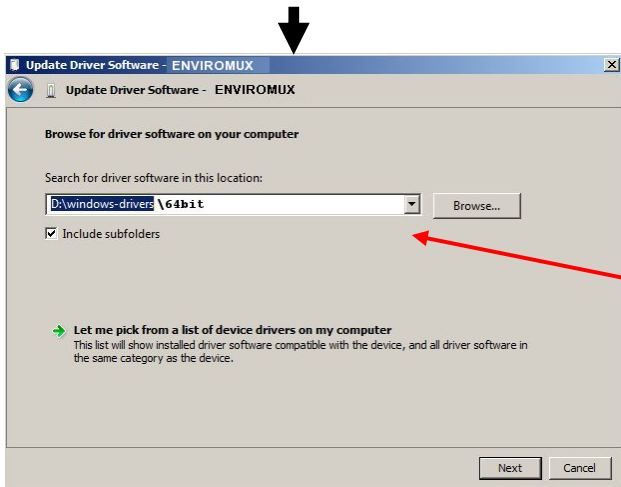 Update Driver Software - ENVIROMUX
Update Driver Software - ENVIROMUX
Browse for driver software on your computer
Search for driver software in this location:
D:\windows-drivers\64bit
Browse...
Include subfolders
Let me pick from a list of device drivers on my computer
This list will show installed driver software compatible with the device, and all driver software in
the same category as the device.
Next Cancel